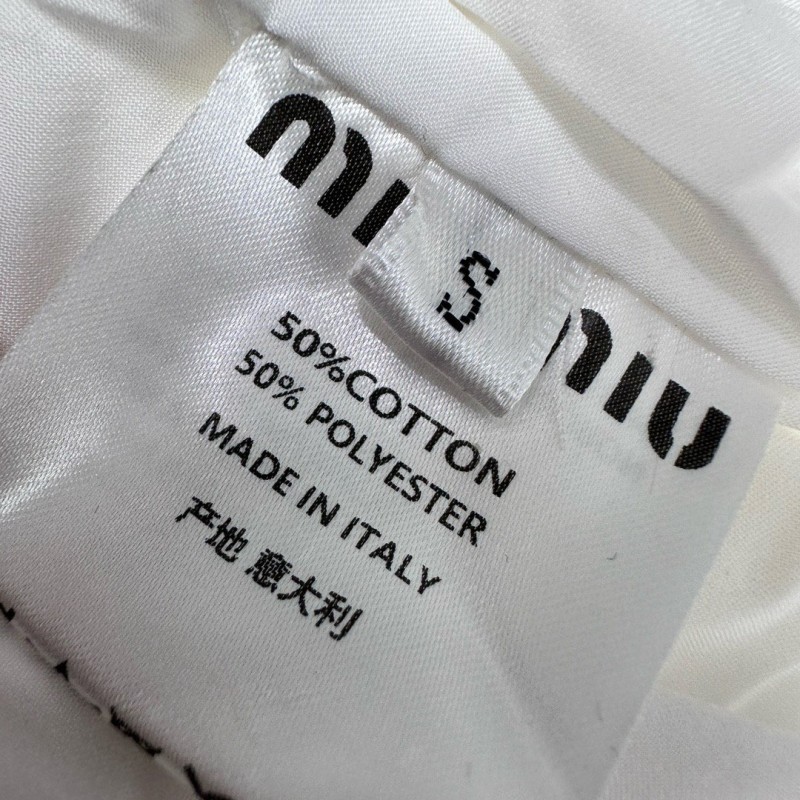 miu miu
S
50%COTTON
50% POLYESTER
MADE IN ITALY
产地 意大利